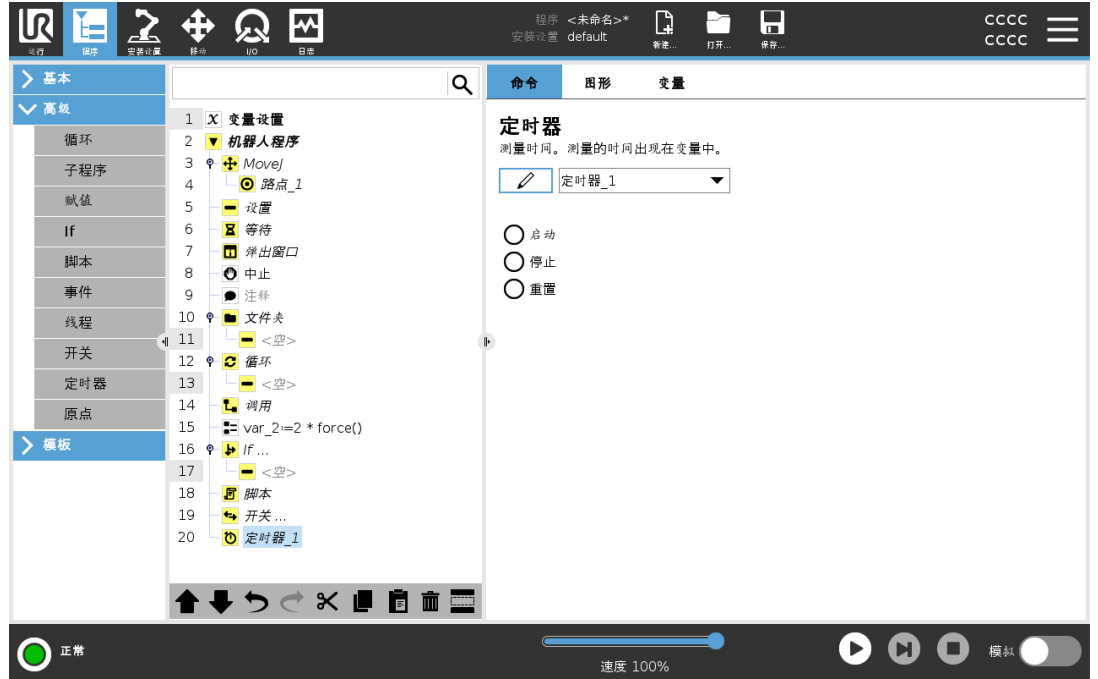 UR
运行
程序
安装设置
移动
I/O
日志
程序 <未命名>*
安装设置 default
新建...
打开...
保存...
CCCC
CCCC
基本
高级
循环
子程序
赋值
If
脚本
事件
线程
开关
定时器
原点
模板
1 X 变量设置
2 机器人程序
3 MoveJ
4 路点_1
5 设置
6 等待
7 弹出窗口
8 中止
9 注释
10 文件夹
11 <空>
12 循环
13 <空>
14 调用
15 var_2:=2 * force()
16 If ...
17 <空>
18 脚本
19 开关 ...
20 定时器_1
命令
图形
变量
定时器
测量时间。测量的时间出现在变量中。
定时器_1
启动
停止
重置
正常
速度 100%
模拟